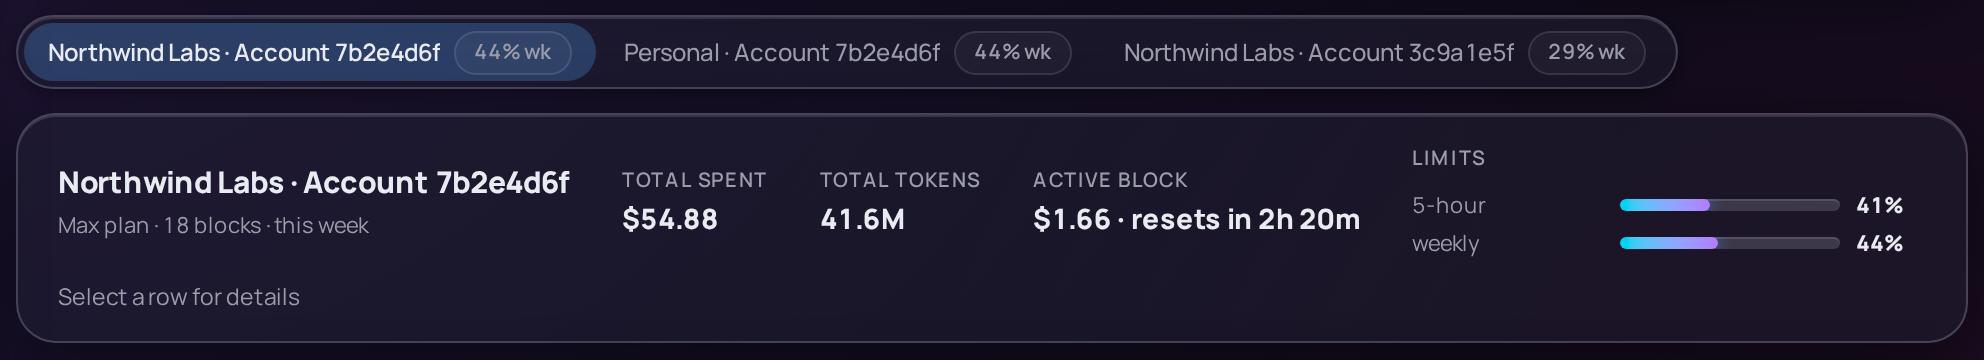 Northwind Labs · Account 7b2e4d6f 44% wk Personal · Account 7b2e4d6f 44% wk Northwind Labs · Account 3c9a1e5f 29% wk
Northwind Labs · Account 7b2e4d6f
Max plan · 18 blocks · this week
TOTAL SPENT
$54.88
TOTAL TOKENS
41.6M
ACTIVE BLOCK
$1.66 · resets in 2h 20m
LIMITS
5-hour 41%
weekly 44%
Select a row for details